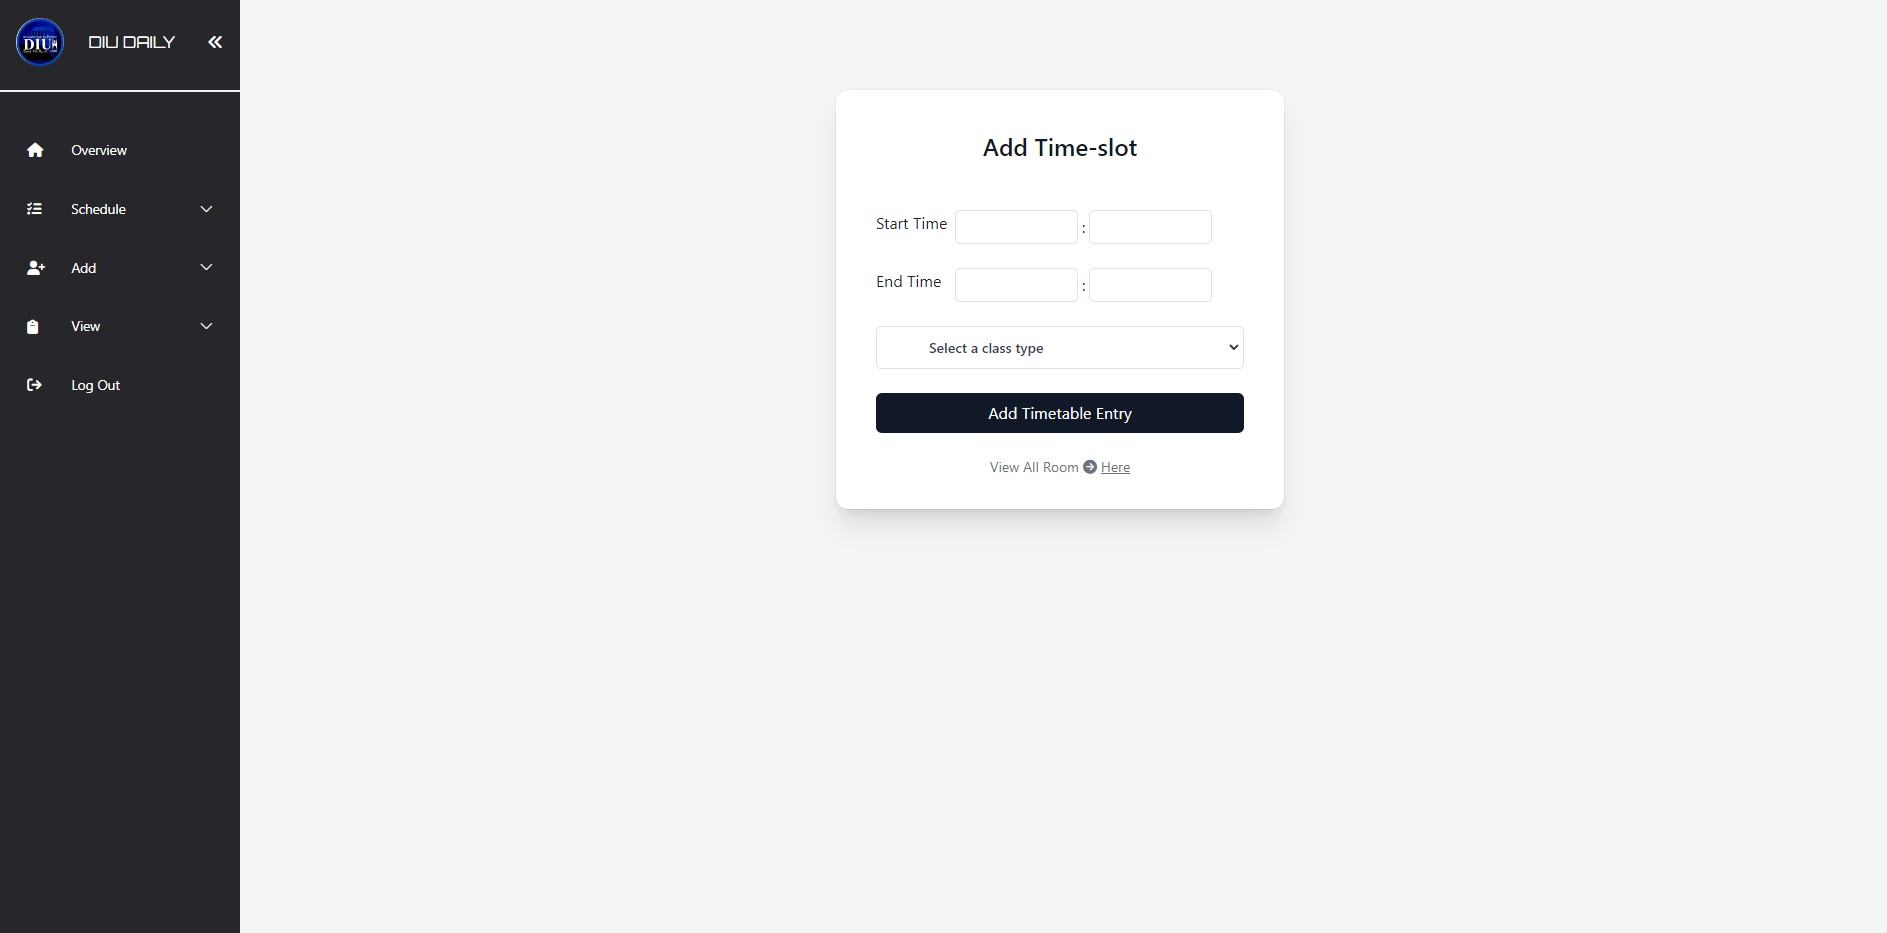 DIU
DIU DAILY
Overview
Schedule
Add
View
Log Out
Add Time-slot
Start Time :
End Time :
Select a class type
Add Timetable Entry
View All Room Here